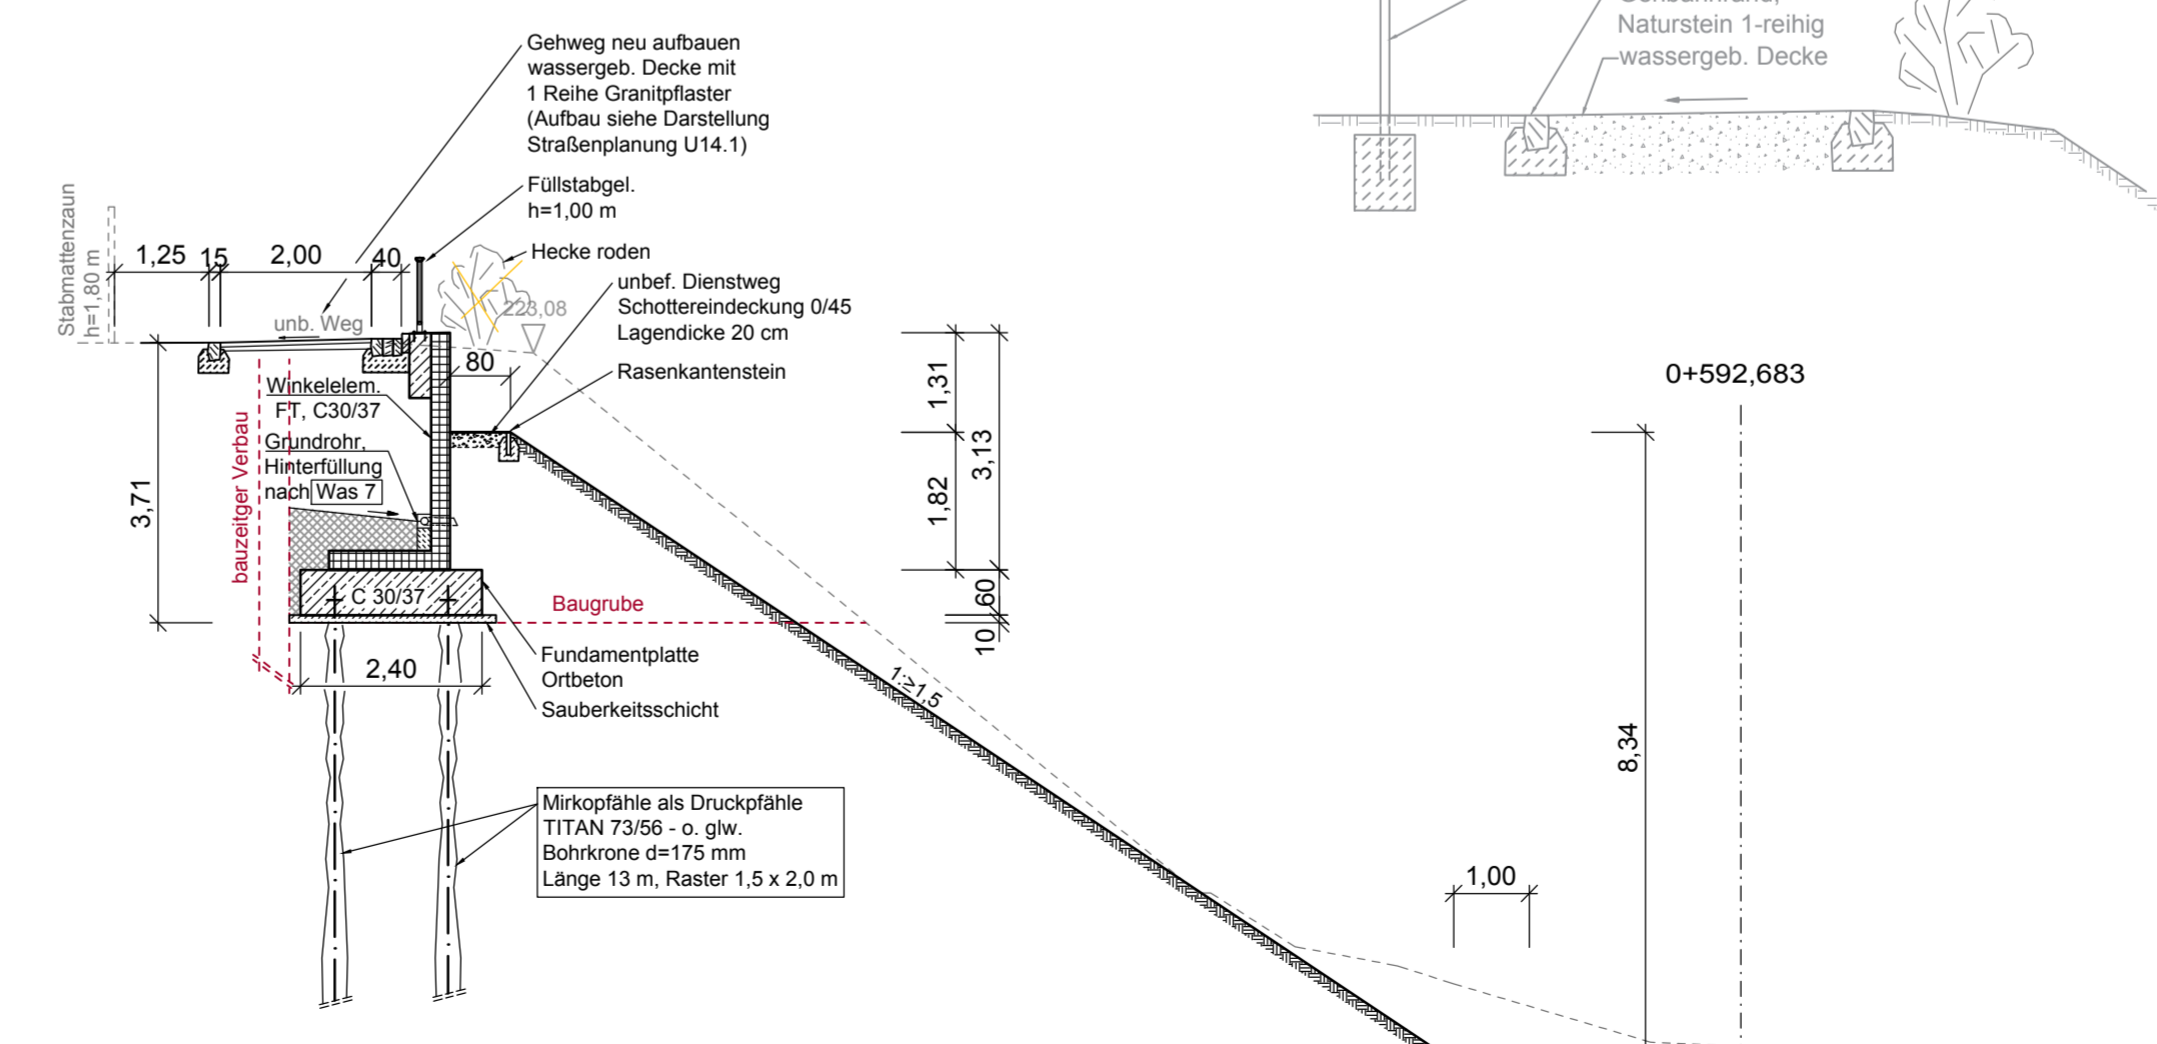 Gehweg neu aufbauen
wassergeb. Decke mit
1 Reihe Granitpflaster
(Aufbau siehe Darstellung
Straßenplanung U14.1)
Füllstabgel.
h=1,00 m
Hecke roden
unbef. Dienstweg
Schottereindeckung 0/45
Lagendicke 20 cm
Rasenkantenstein
Naturstein 1-reihig
wassergeb. Decke
Stabmattenzaun
h=1,80 m
1,25
15
2,00
40
unb. Weg
223,08
80
Winkelelem.
FT, C30/37
Grundrohr,
Hinterfüllung
nach Was 7
bauzeitger Verbau
3,71
C 30/37
2,40
Baugrube
Fundamentplatte
Ortbeton
Sauberkeitsschicht
Mirkopfähle als Druckpfähle
TITAN 73/56 - o. glw.
Bohrkrone d=175 mm
Länge 13 m, Raster 1,5 x 2,0 m
1:≥1,5
1,31
1,82
3,13
60
10
0+592,683
8,34
1,00